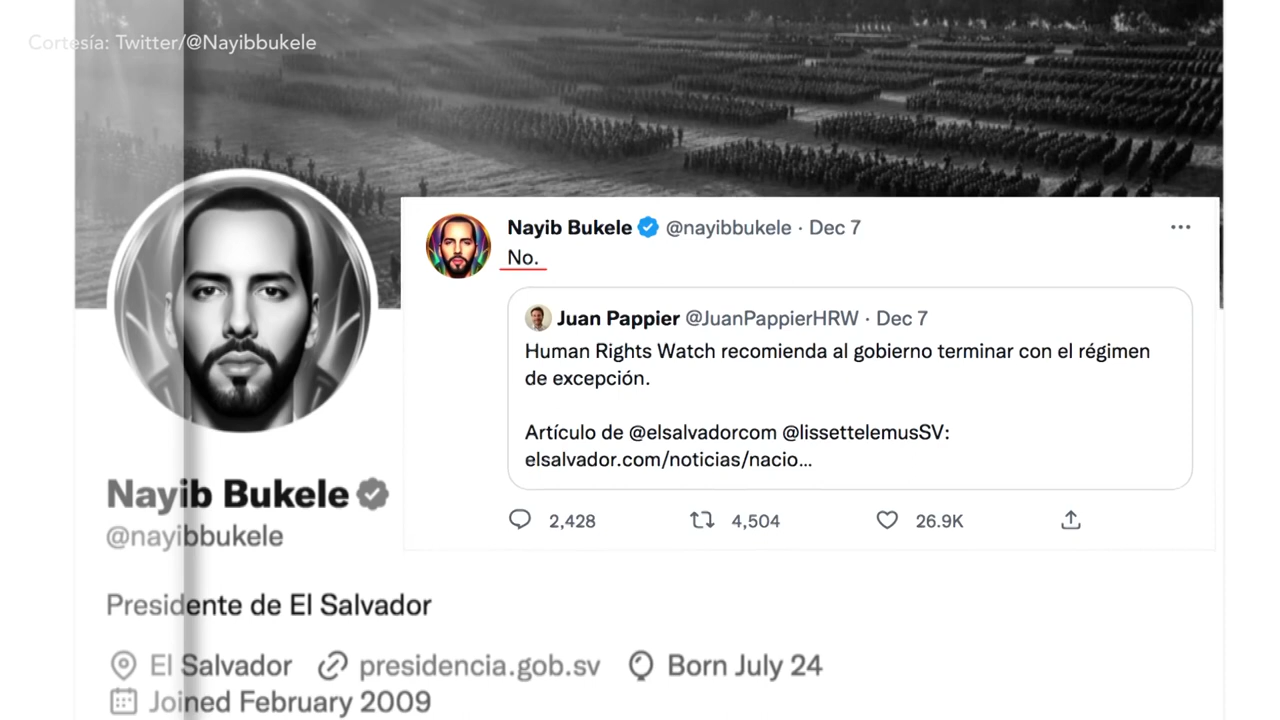 Cortesía: Twitter/@Nayibbukele
Nayib Bukele @nayibbukele · Dec 7
No.
Juan Pappier @JuanPappierHRW · Dec 7
Human Rights Watch recomienda al gobierno terminar con el régimen
de excepción.
Artículo de @elsalvadorcom @lissettelemusSV:
elsalvador.com/noticias/nacio...
2,428 4,504 26.9K
Nayib Bukele
@nayibbukele
Presidente de El Salvador
El Salvador presidencia.gob.sv Born July 24
Joined February 2009